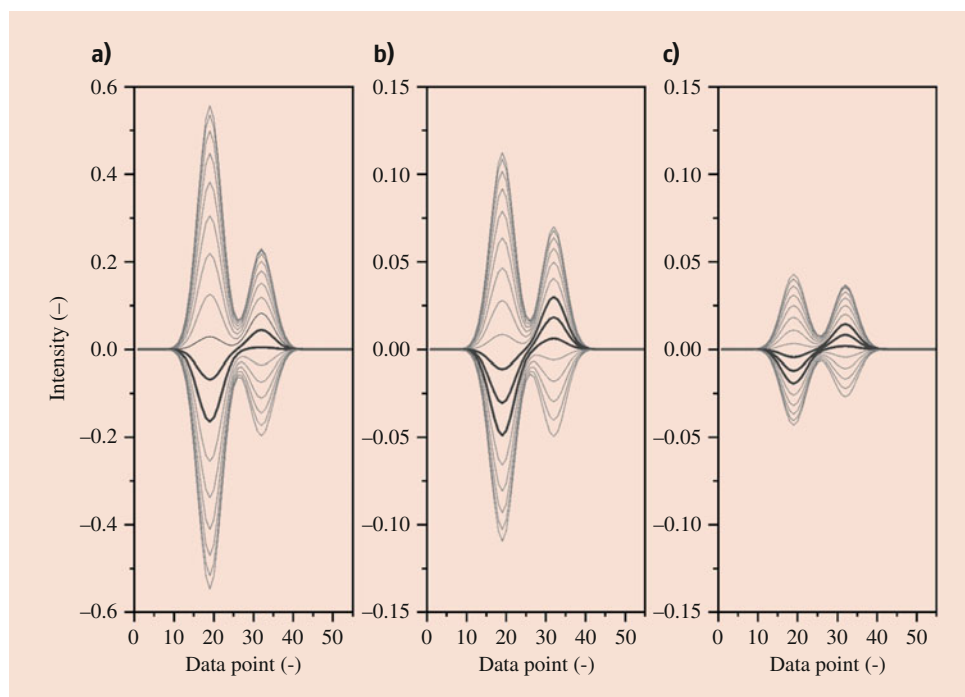 a) b) c)
0.6 0.15 0.15
0.4 0.10 0.10
0.2 0.05 0.05
0.0 0.00 0.00
–0.2 –0.05 –0.05
–0.4 –0.10 –0.10
–0.6 –0.15 –0.15
0 10 20 30 40 50 0 10 20 30 40 50 0 10 20 30 40 50
Data point (-) Data point (-) Data point (-)
Intensity (–)